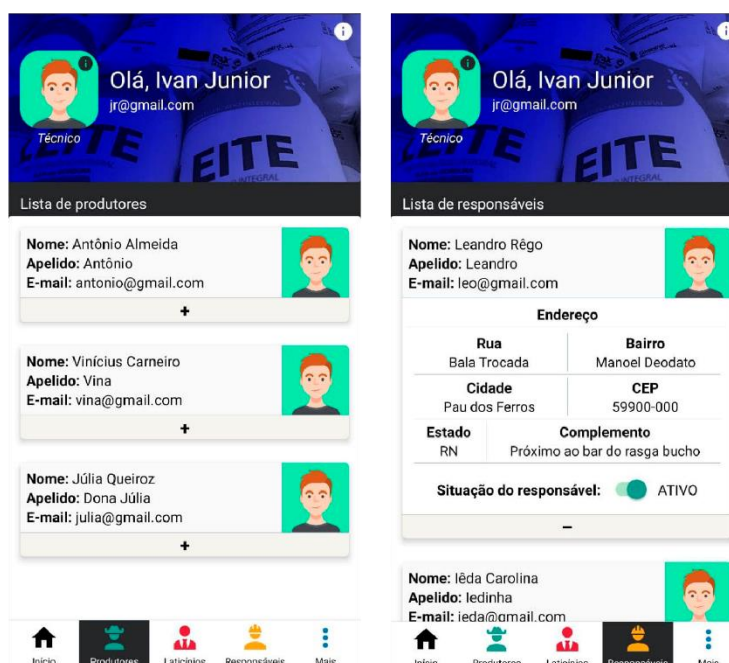 Olá, Ivan Junior
jr@gmail.com
Técnico
EITE
INTEGRAL
Lista de produtores
Nome: Antônio Almeida
Apelido: Antônio
E-mail: antonio@gmail.com
+
Nome: Vinícius Carneiro
Apelido: Vina
E-mail: vina@gmail.com
+
Nome: Júlia Queiroz
Apelido: Dona Júlia
E-mail: julia@gmail.com
+
Início Produtores Laticínios Responsáveis Mais
Olá, Ivan Junior
jr@gmail.com
Técnico
EITE
INTEGRAL
Lista de responsáveis
Nome: Leandro Rêgo
Apelido: Leandro
E-mail: leo@gmail.com
Endereço
Rua Bairro
Bala Trocada Manoel Deodato
Cidade CEP
Pau dos Ferros 59900-000
Estado Complemento
RN Próximo ao bar do rasga bucho
Situação do responsável: ATIVO
–
Nome: Iêda Carolina
Apelido: Iedinha
E-mail: ieda@gmail.com
Início Produtores Laticínios Responsáveis Mais